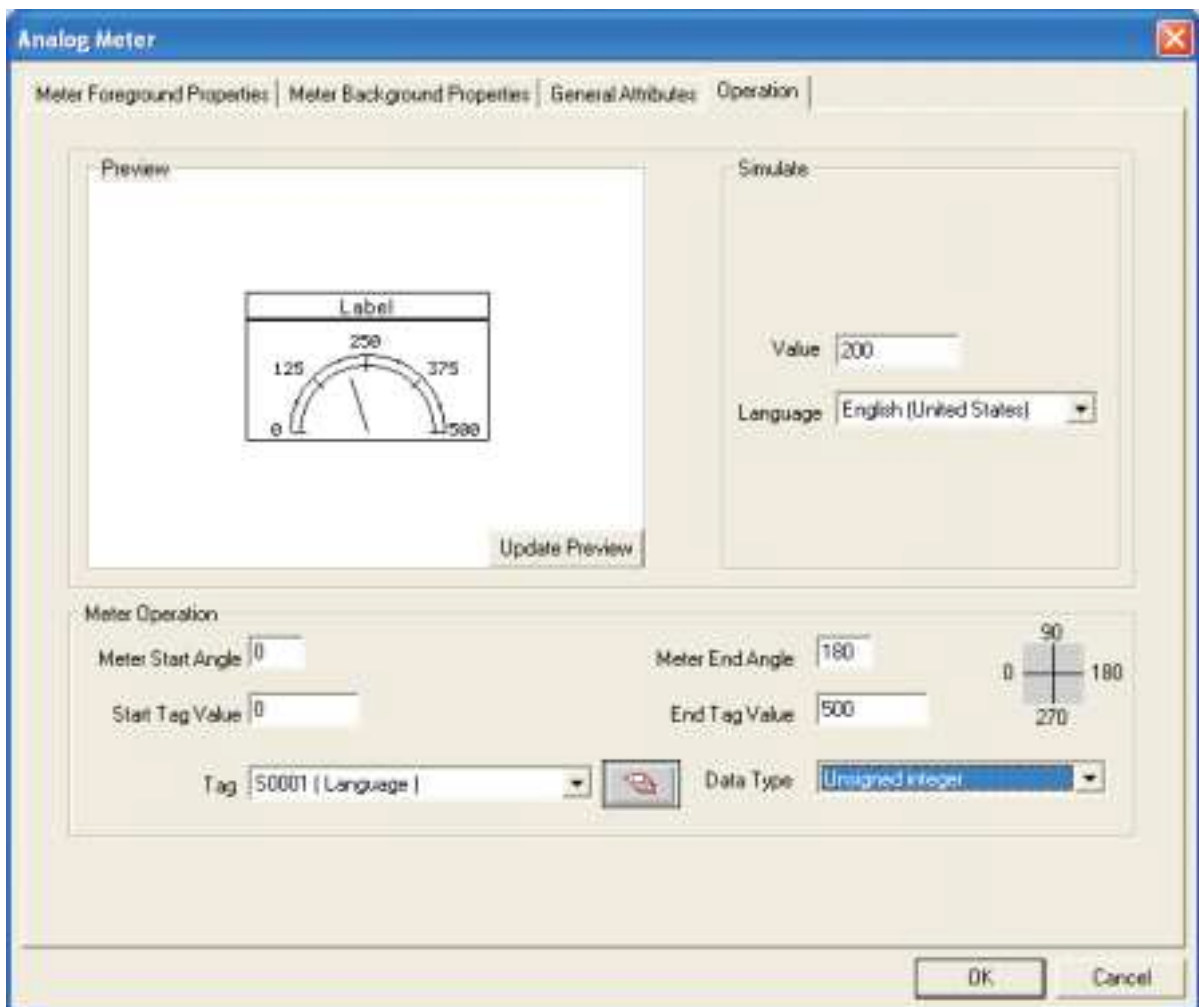 Analog Meter
Meter Foreground Properties
Meter Background Properties
General Attributes
Operation
Preview
Label
250
125
375
0
500
Update Preview
Simulate
Value 200
Language English (United States)
Meter Operation
Meter Start Angle 0
Meter End Angle 180
Start Tag Value 0
End Tag Value 500
90
0
180
270
Tag S0001 ( Language )
Data Type Unsigned integer
OK
Cancel